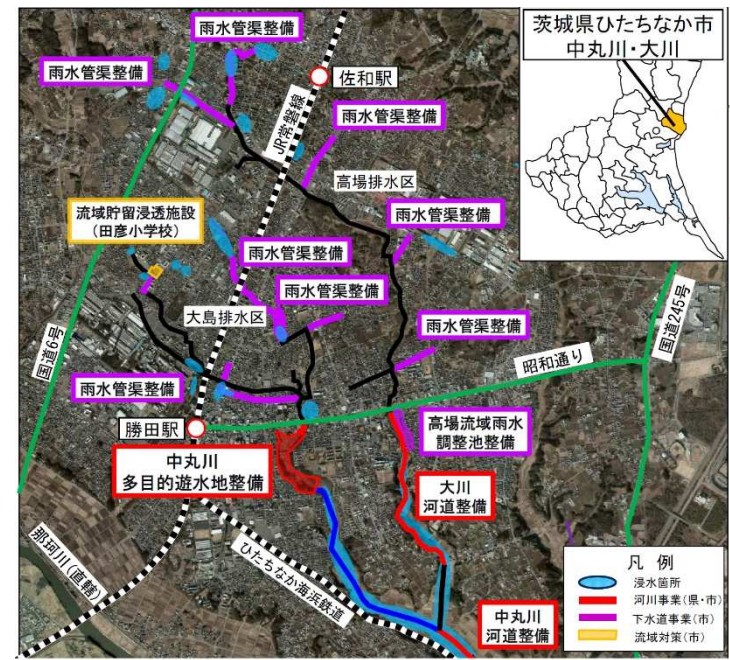 雨水管渠整備
雨水管渠整備
佐和駅
茨城県ひたちなか市
中丸川・大川
JR常磐線
雨水管渠整備
高場排水区
流域貯留浸透施設
(田彦小学校)
雨水管渠整備
雨水管渠整備
雨水管渠整備
大島排水区
国道6号
国道245号
雨水管渠整備
昭和通り
雨水管渠整備
勝田駅
高場流域雨水
調整池整備
中丸川
多目的遊水地整備
大川
河道整備
那珂川(直轄)
ひたちなか海浜鉄道
中丸川
河道整備
凡 例
浸水箇所
河川事業(県・市)
下水道事業(市)
流域対策(市)